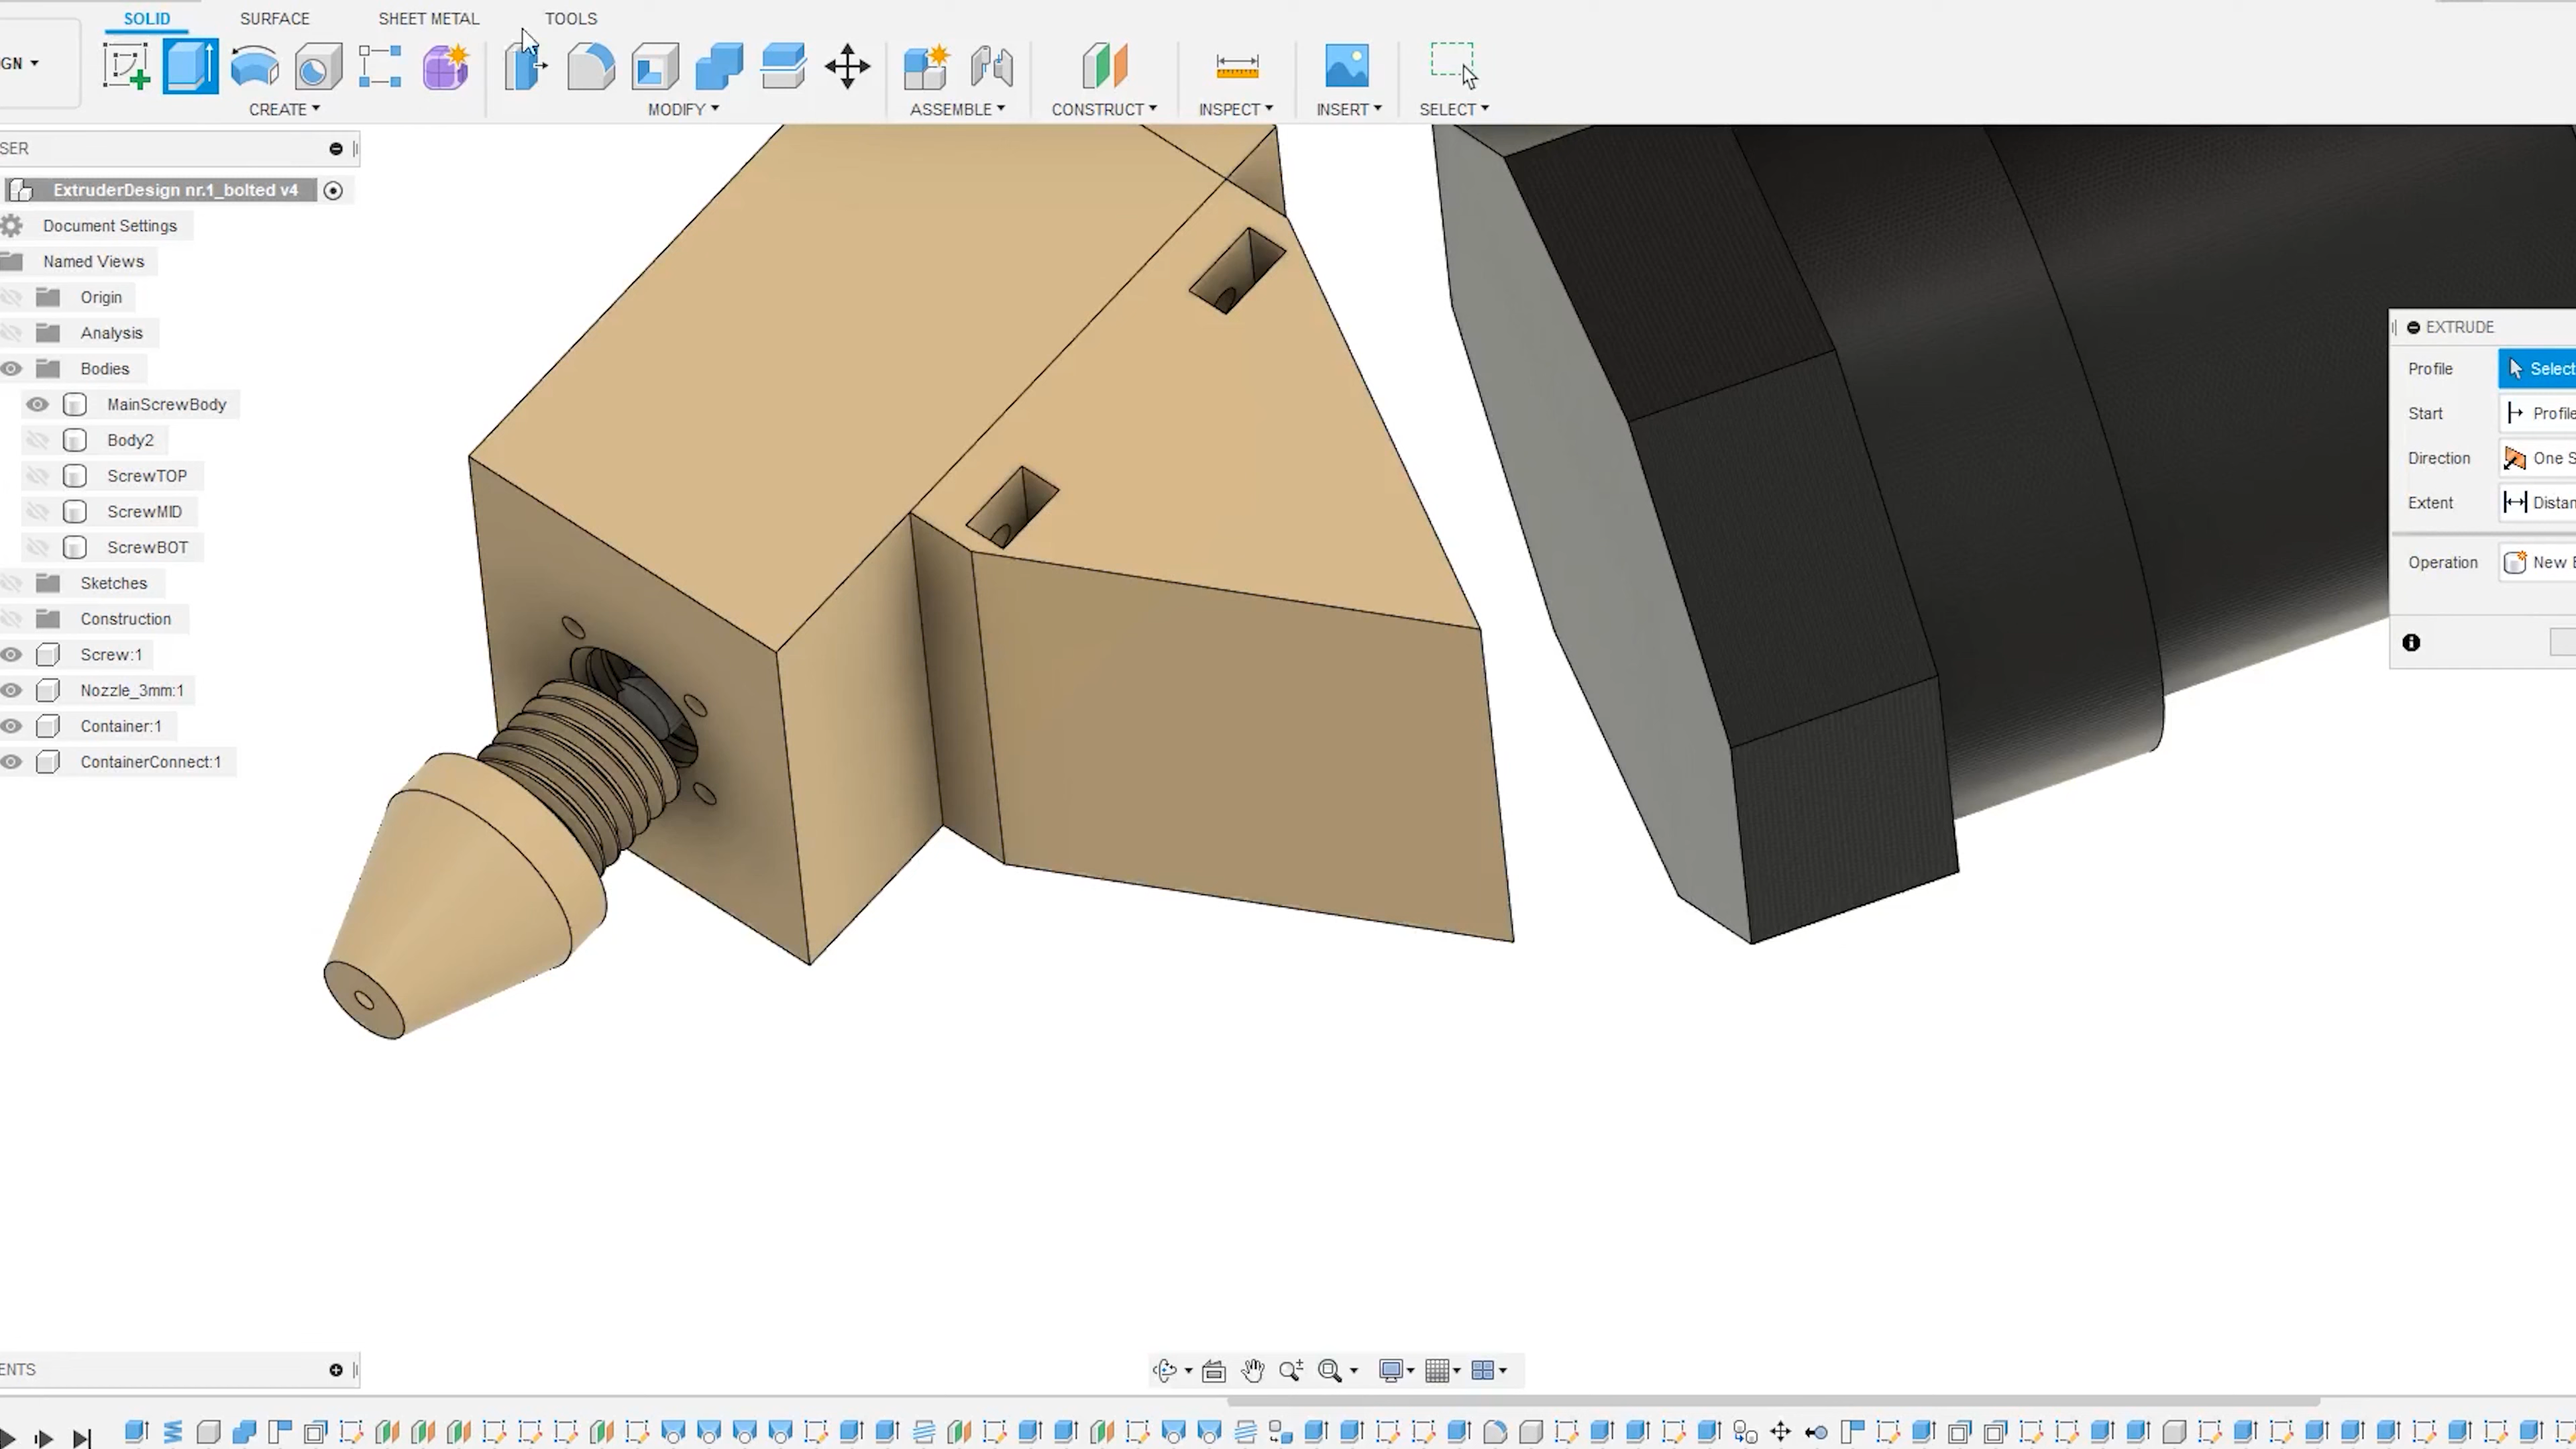 SOLID SURFACE SHEET METAL TOOLS
GN
CREATE MODIFY ASSEMBLE CONSTRUCT INSPECT INSERT SELECT
SER
ExtruderDesign nr.1_bolted v4
Document Settings
Named Views
Origin
Analysis
Bodies
MainScrewBody
Body2
ScrewTOP
ScrewMID
ScrewBOT
Sketches
Construction
Screw:1
Nozzle_3mm:1
Container:1
ContainerConnect:1
EXTRUDE
Profile Select
Start Profile
Direction One S
Extent Distan
Operation New B
ENTS